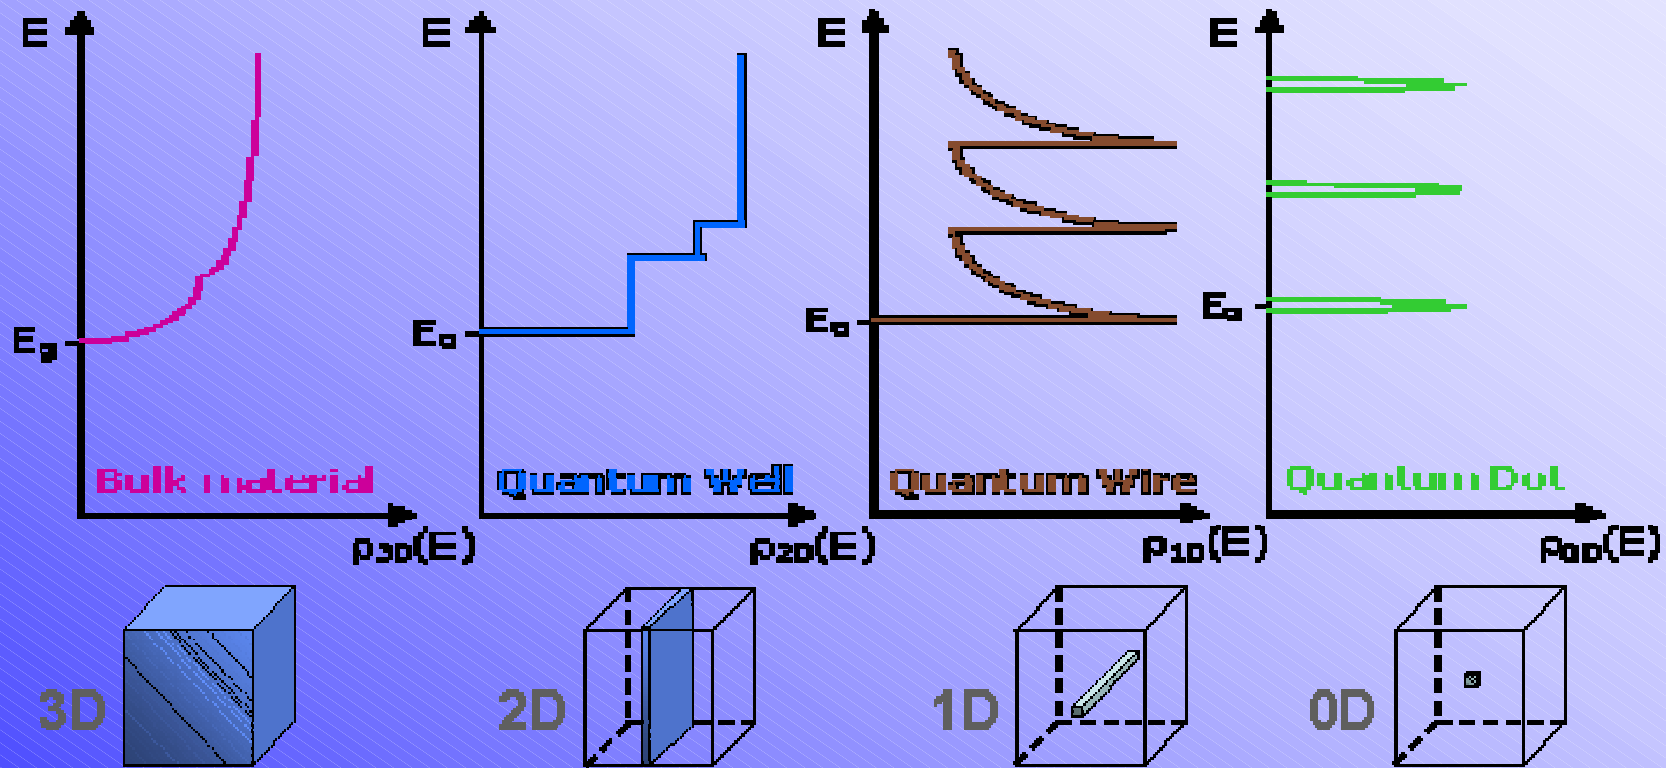 E E E E
E₉ E₀ E₀ E₀
Bulk material Quantum Well Quantum Wire Quantum Dot
ρ3D(E) ρ2D(E) ρ1D(E) ρ0D(E)
3D 2D 1D 0D